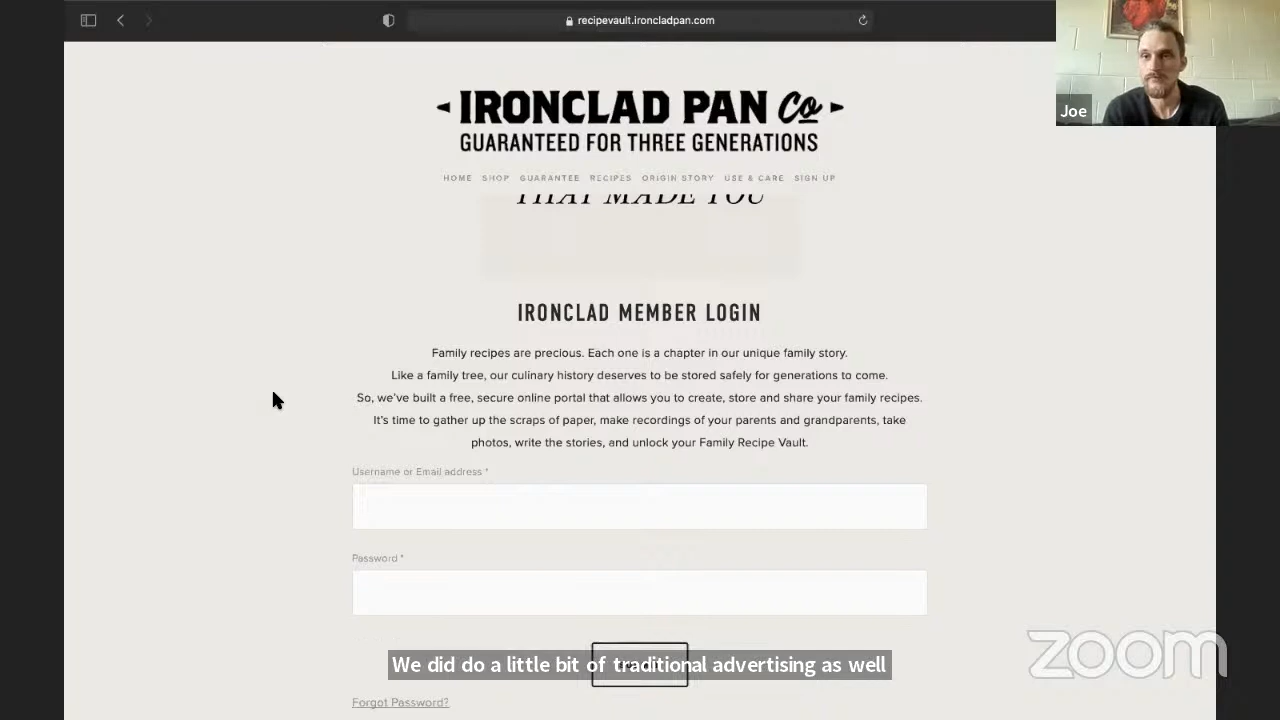 recipevault.ironcladpan.com
Joe
IRONCLAD PAN Co
GUARANTEED FOR THREE GENERATIONS
HOME SHOP GUARANTEE RECIPES ORIGIN STORY USE & CARE SIGN UP
THAT MADE YOU
IRONCLAD MEMBER LOGIN
Family recipes are precious. Each one is a chapter in our unique family story.
Like a family tree, our culinary history deserves to be stored safely for generations to come.
So, we've built a free, secure online portal that allows you to create, store and share your family recipes.
It's time to gather up the scraps of paper, make recordings of your parents and grandparents, take
photos, write the stories, and unlock your Family Recipe Vault.
Username or Email address *
Password *
We did do a little bit of traditional advertising as well
Forgot Password?
zoom